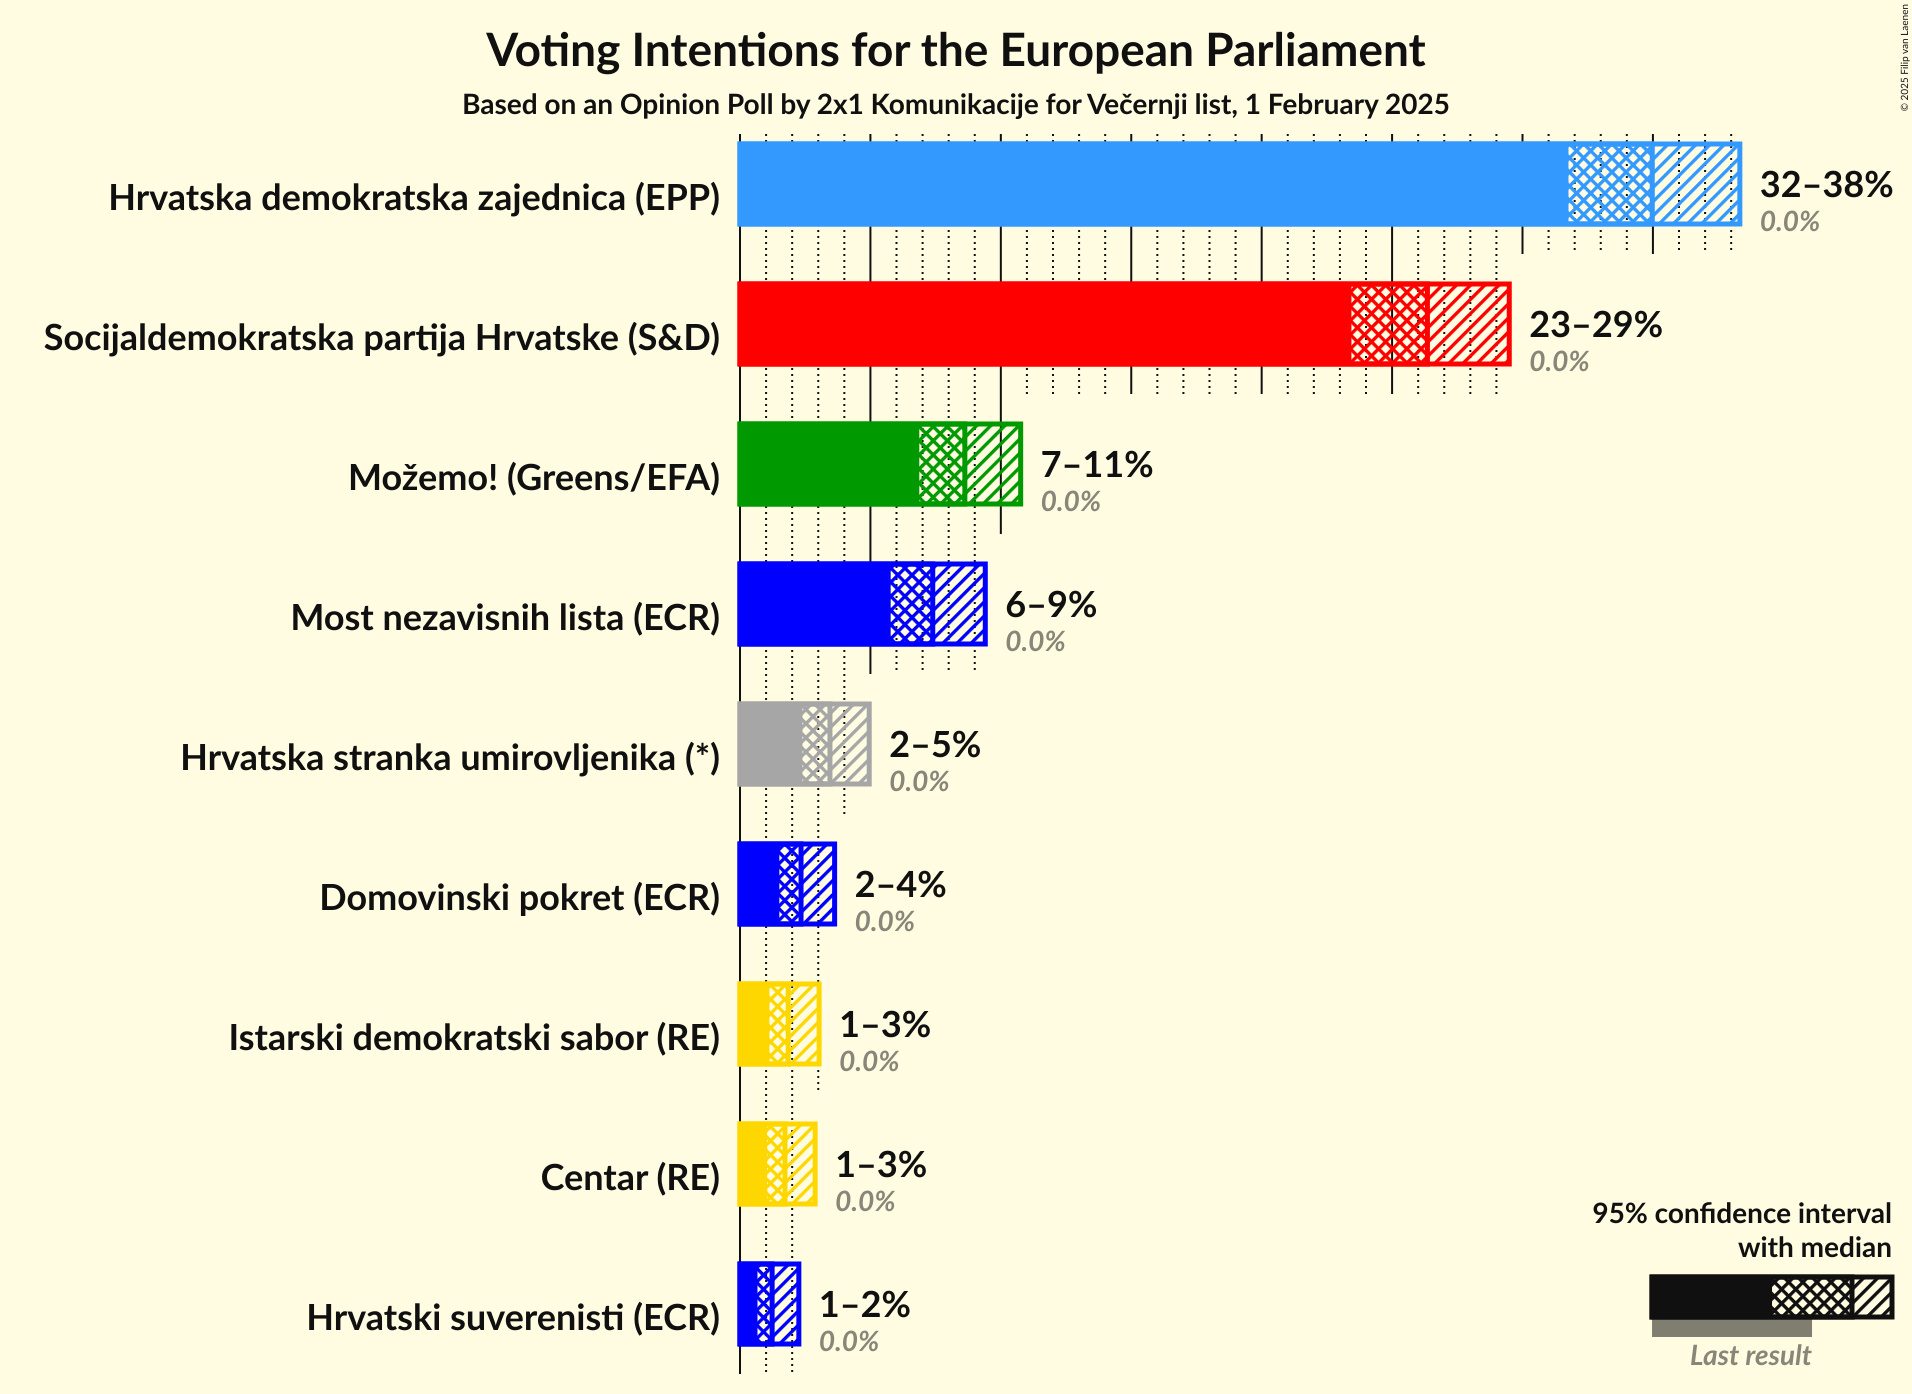 Voting Intentions for the European Parliament
Based on an Opinion Poll by 2x1 Komunikacije for Večernji list, 1 February 2025
© 2025 Filip van Laenen
Hrvatska demokratska zajednica (EPP)
32–38%
0.0%
Socijaldemokratska partija Hrvatske (S&D)
23–29%
0.0%
Možemo! (Greens/EFA)
7–11%
0.0%
Most nezavisnih lista (ECR)
6–9%
0.0%
Hrvatska stranka umirovljenika (*)
2–5%
0.0%
Domovinski pokret (ECR)
2–4%
0.0%
Istarski demokratski sabor (RE)
1–3%
0.0%
Centar (RE)
1–3%
0.0%
Hrvatski suverenisti (ECR)
1–2%
0.0%
95% confidence interval
with median
Last result